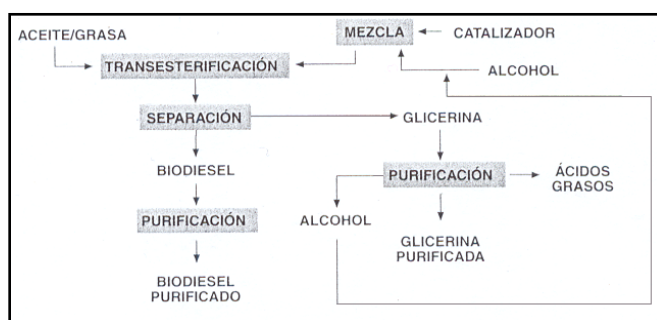 ACEITE/GRASA
MEZCLA
CATALIZADOR
TRANSESTERIFICACIÓN
ALCOHOL
SEPARACIÓN
GLICERINA
BIODIESEL
PURIFICACIÓN
ÁCIDOS
GRASOS
PURIFICACIÓN
ALCOHOL
GLICERINA
PURIFICADA
BIODIESEL
PURIFICADO